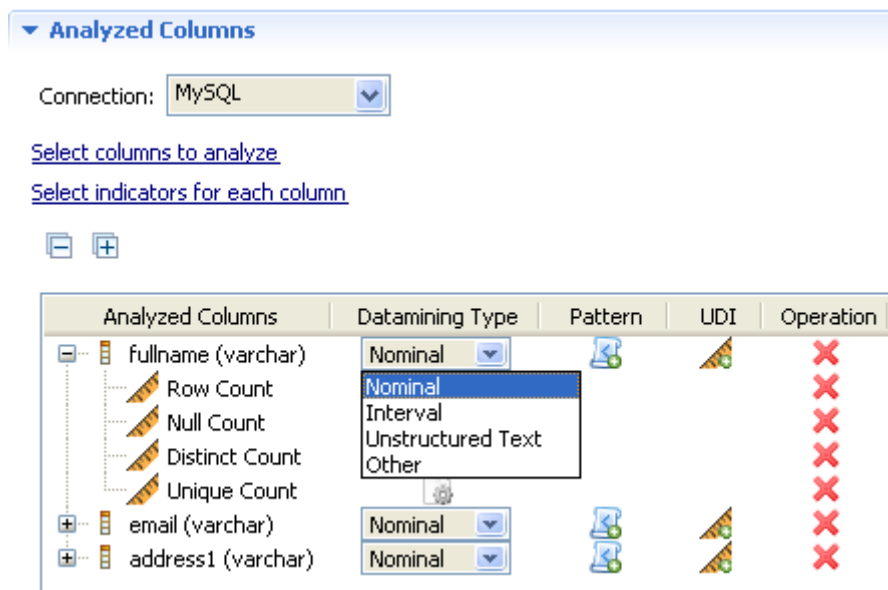 Analyzed Columns
Connection: MySQL
Select columns to analyze
Select indicators for each column
Analyzed Columns Datamining Type Pattern UDI Operation
fullname (varchar) Nominal
Row Count Nominal
Null Count Interval
Unstructured Text
Distinct Count Other
Unique Count
email (varchar) Nominal
address1 (varchar) Nominal